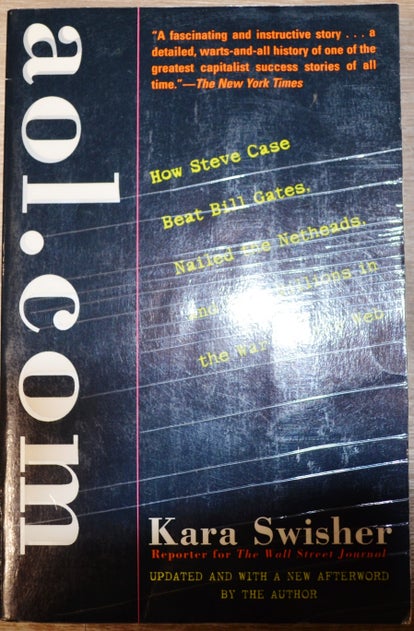 aol.com
"A fascinating and instructive story . . . a
detailed, warts-and-all history of one of the
greatest capitalist success stories of all
time."—The New York Times
How Steve Case
Beat Bill Gates,
Nailed the Netheads,
and Millions in
the War Web
Kara Swisher
Reporter for The Wall Street Journal
UPDATED AND WITH A NEW AFTERWORD
BY THE AUTHOR